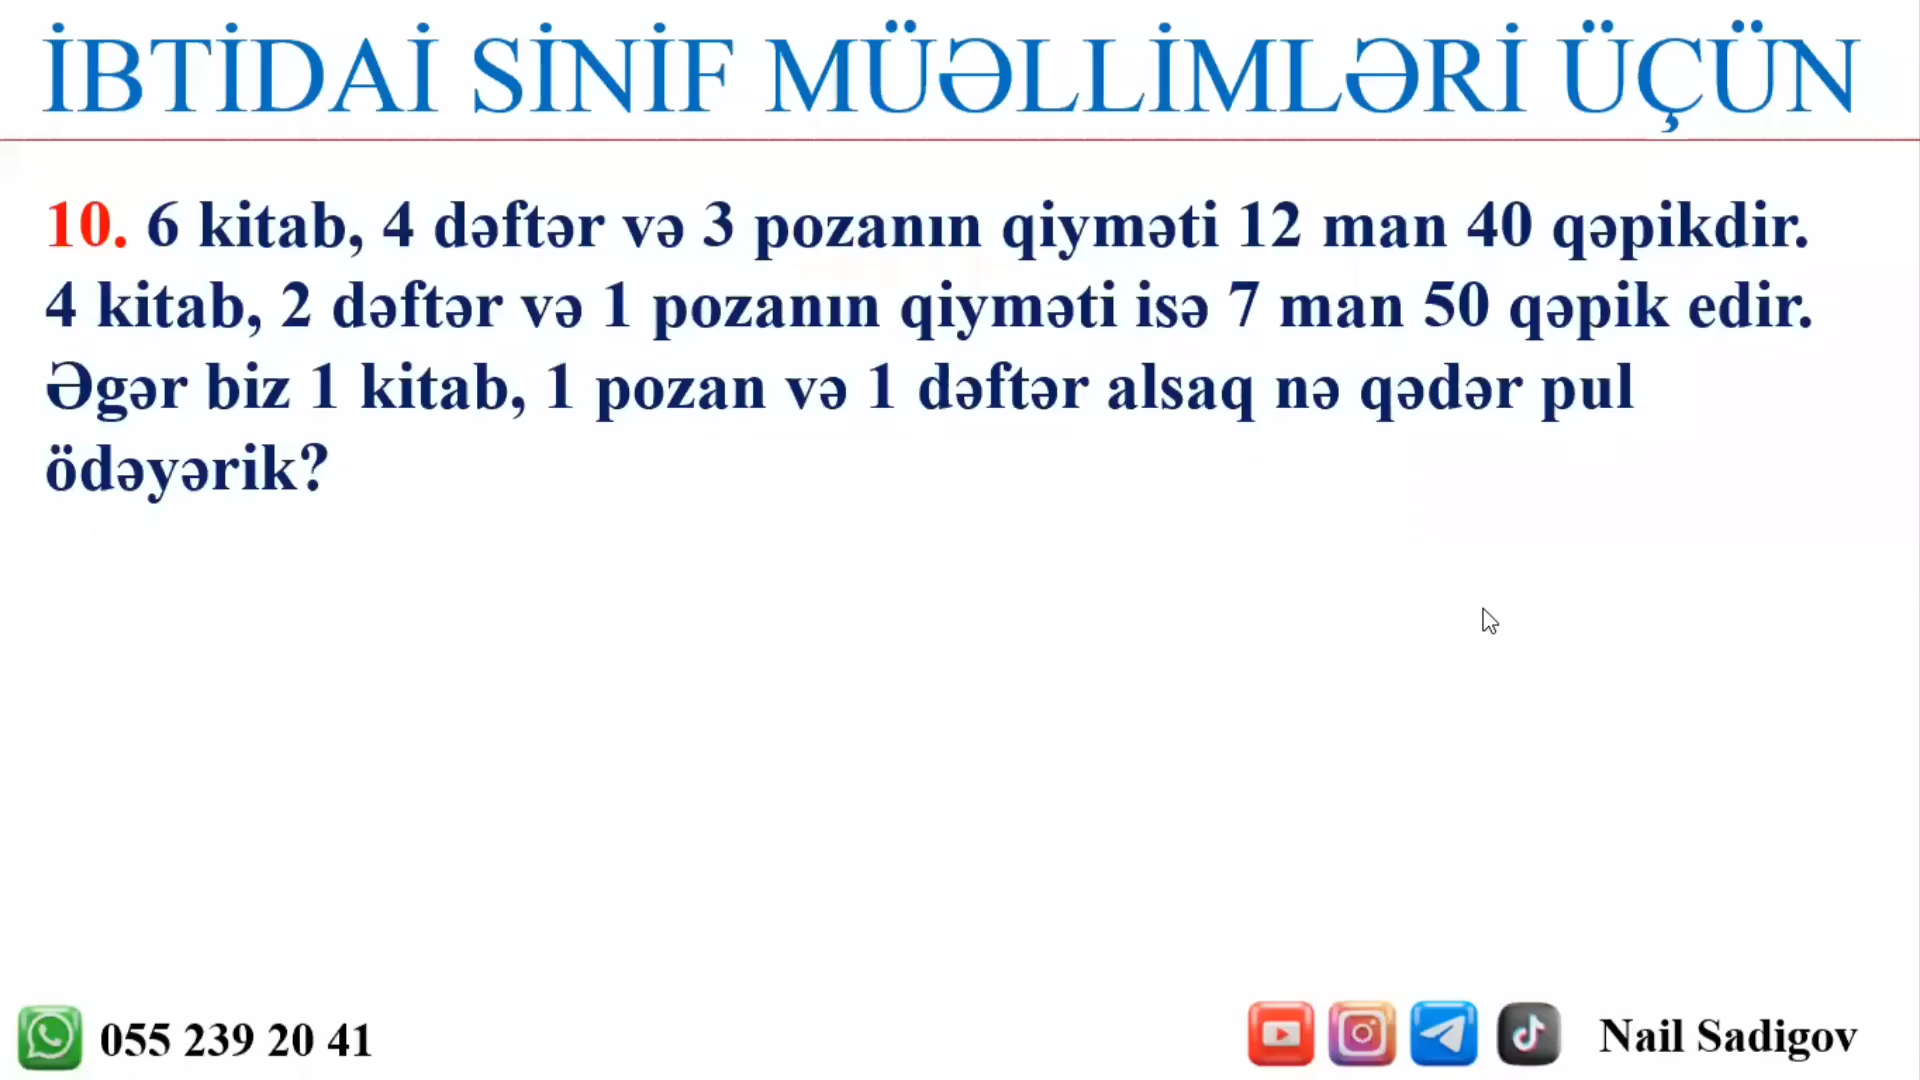 İBTİDAİ SİNİF MÜƏLLİMLƏRİ ÜÇÜN
10. 6 kitab, 4 dəftər və 3 pozanın qiyməti 12 man 40 qəpikdir.
4 kitab, 2 dəftər və 1 pozanın qiyməti isə 7 man 50 qəpik edir.
Əgər biz 1 kitab, 1 pozan və 1 dəftər alsaq nə qədər pul
ödəyərik?
055 239 20 41
Nail Sadigov